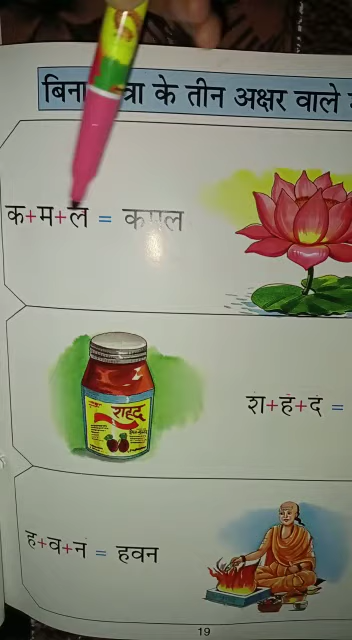 बिना मात्रा के तीन अक्षर वाले
क+म+ल = कमल
शहद
श+ह+द =
ह+व+न = हवन
19